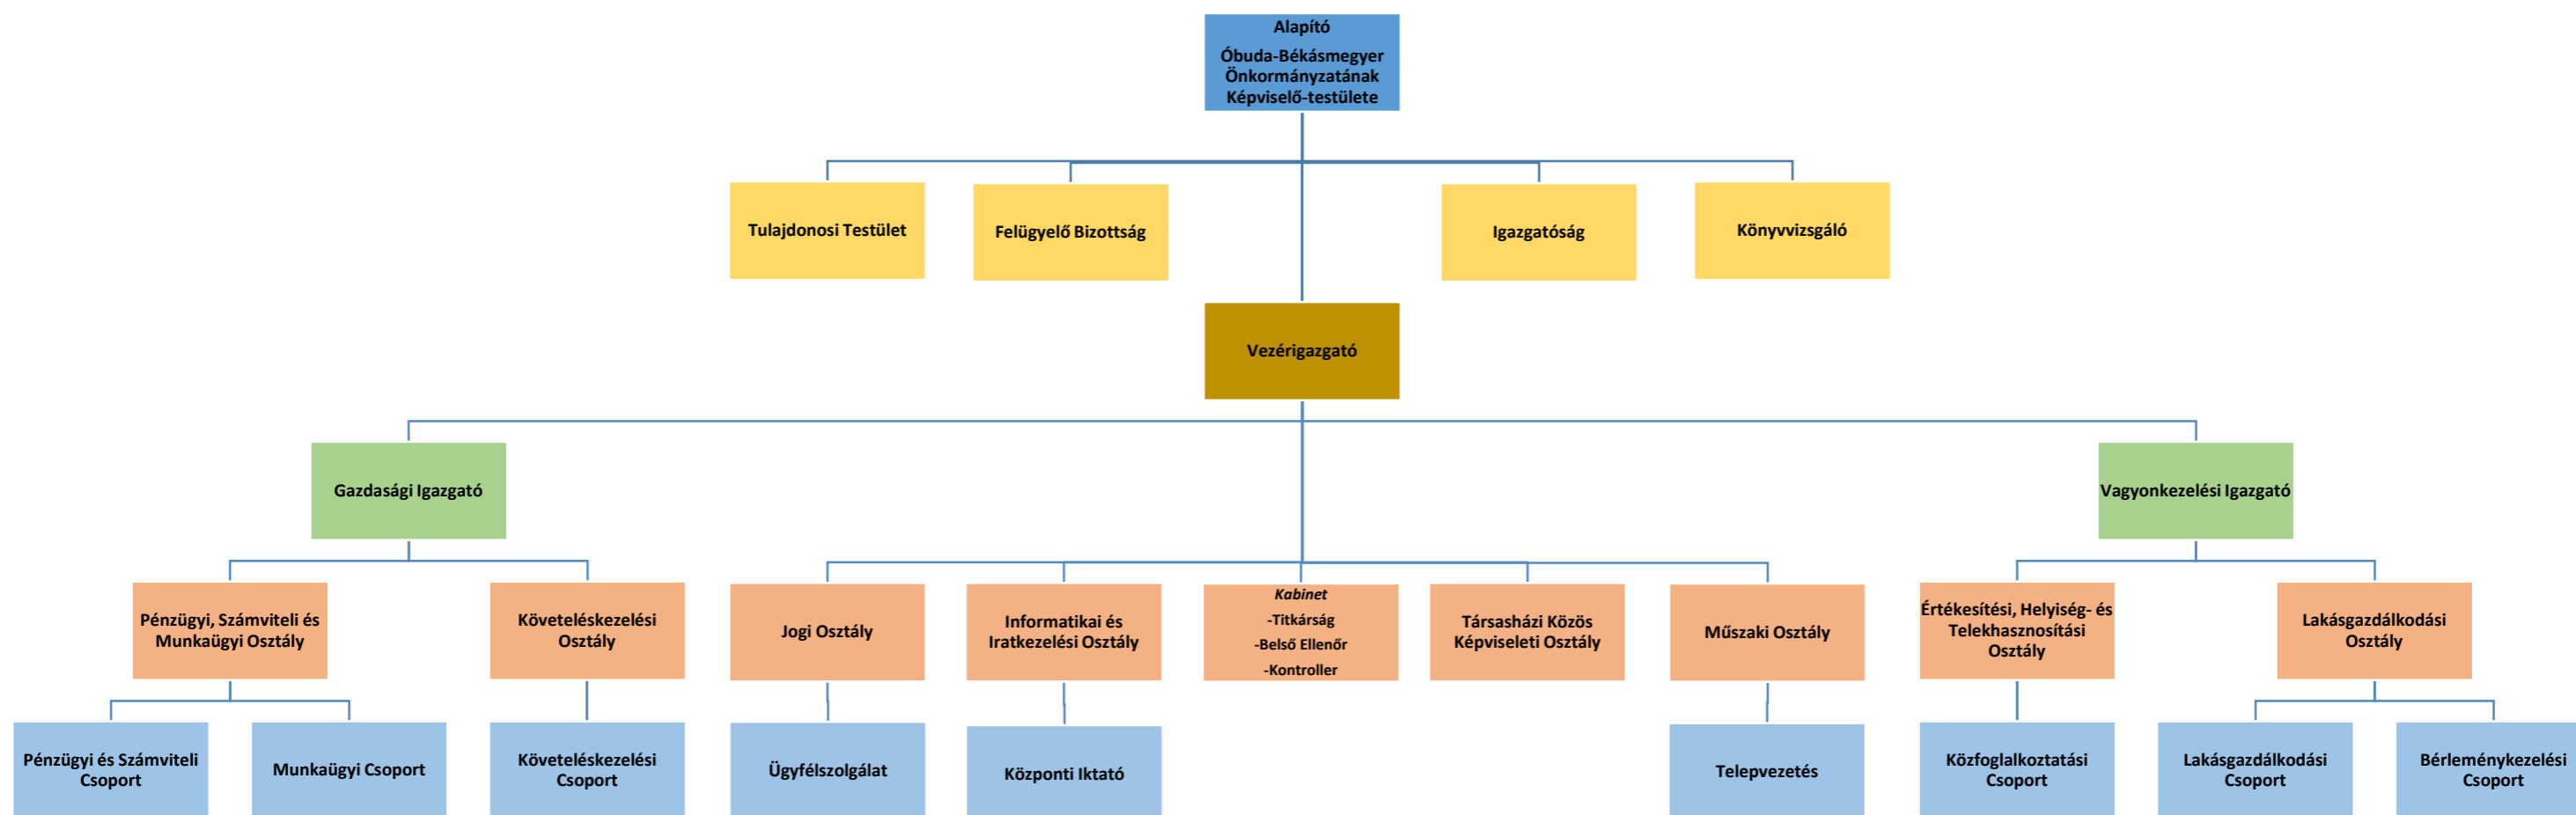 Alapító
Óbuda-Békásmegyer
Önkormányzatának
Képviselő-testülete
Tulajdonosi Testület
Felügyelő Bizottság
Igazgatóság
Könyvvizsgáló
Vezérigazgató
Gazdasági Igazgató
Vagyonkezelési Igazgató
Pénzügyi, Számviteli és
Munkaügyi Osztály
Követeléskezelési
Osztály
Jogi Osztály
Informatikai és
Iratkezelési Osztály
Kabinet
-Titkárság
-Belső Ellenőr
-Kontroller
Társasházi Közös
Képviseleti Osztály
Műszaki Osztály
Értékesítési, Helyiség- és
Telekhasznosítási
Osztály
Lakásgazdálkodási
Osztály
Pénzügyi és Számviteli
Csoport
Munkaügyi Csoport
Követeléskezelési
Csoport
Ügyfélszolgálat
Központi Iktató
Telepvezetés
Közfoglalkoztatási
Csoport
Lakásgazdálkodási
Csoport
Bérleménykezelési
Csoport